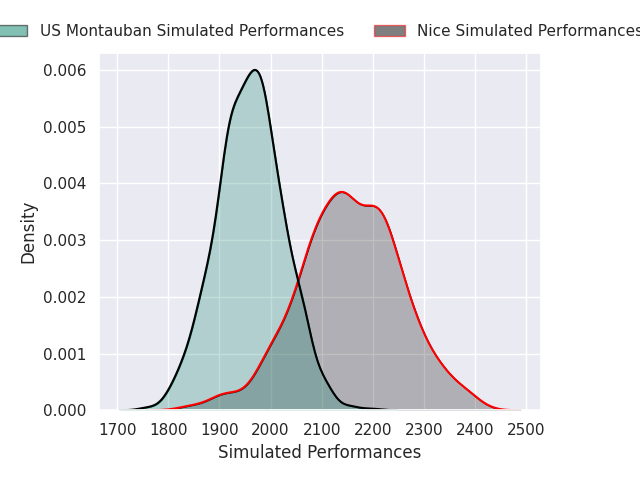 US Montauban Simulated Performances
Nice Simulated Performances
0.006
0.005
0.004
0.003
0.002
0.001
0.000
Density
1700 1800 1900 2000 2100 2200 2300 2400 2500
Simulated Performances